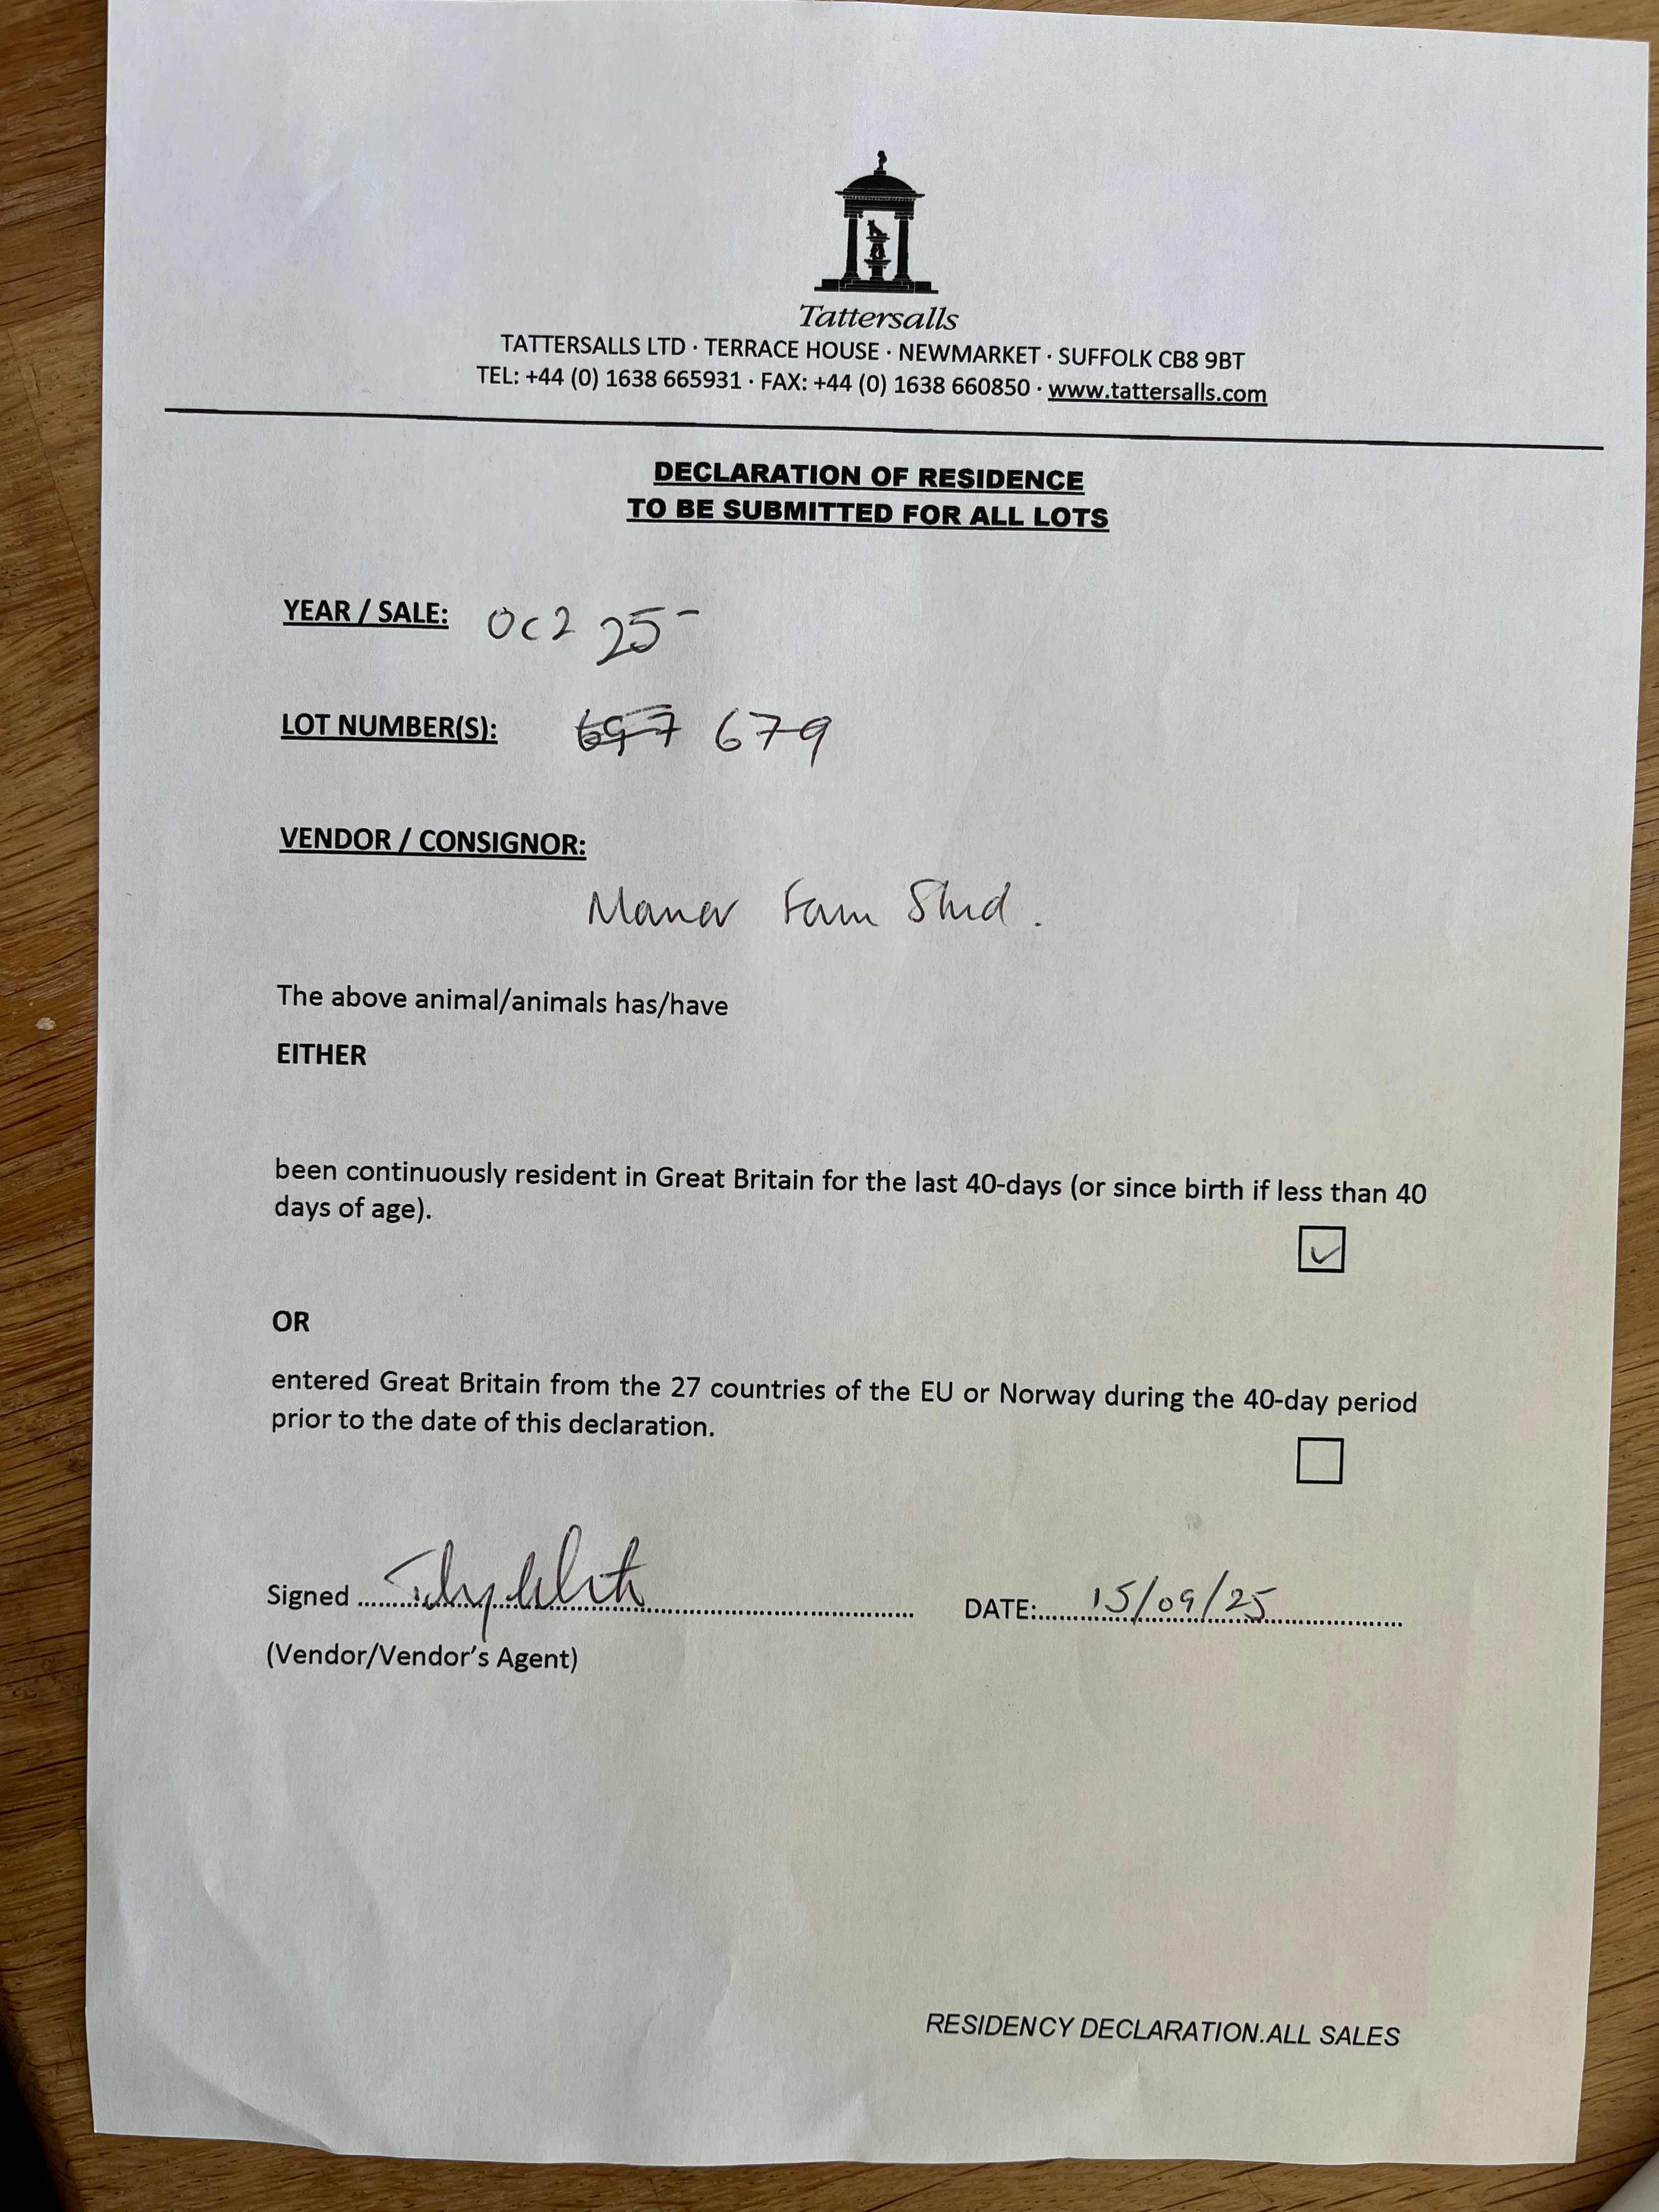 Tattersalls
TATTERSALLS LTD · TERRACE HOUSE · NEWMARKET · SUFFOLK CB8 9BT
TEL: +44 (0) 1638 665931 · FAX: +44 (0) 1638 660850 · www.tattersalls.com
DECLARATION OF RESIDENCE
TO BE SUBMITTED FOR ALL LOTS
YEAR / SALE: OC2 25
LOT NUMBER(S): 697 679
VENDOR / CONSIGNOR:
Manor Farm Stud.
The above animal/animals has/have
EITHER
been continuously resident in Great Britain for the last 40-days (or since birth if less than 40
days of age).
OR
entered Great Britain from the 27 countries of the EU or Norway during the 40-day period
prior to the date of this declaration.
Signed DATE: 15/09/25
(Vendor/Vendor's Agent)
RESIDENCY DECLARATION.ALL SALES